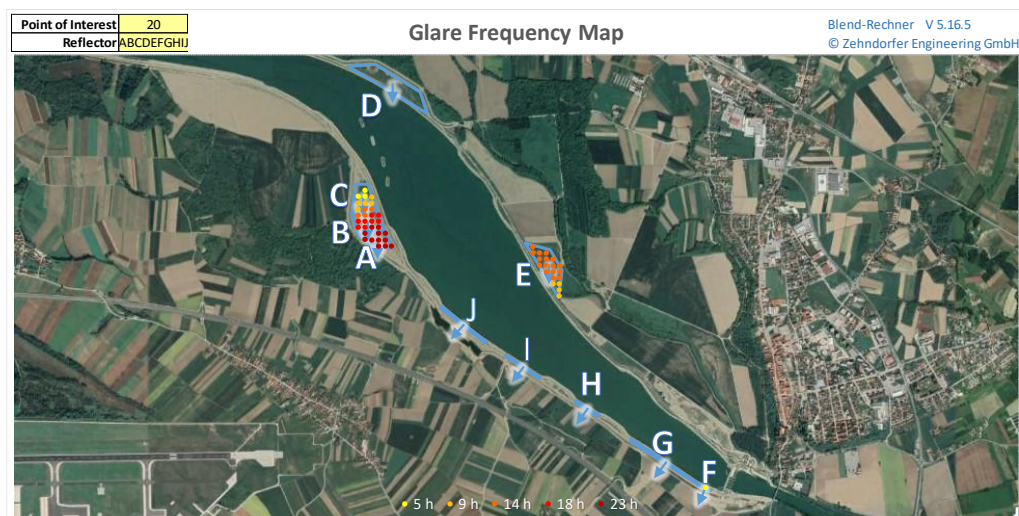 Point of Interest 20
Reflector ABCDEFGHIJ
Glare Frequency Map
Blend-Rechner V 5.16.5
© Zehndorfer Engineering GmbH
D
C
B
A
E
J
I
H
G
F
5 h 9 h 14 h 18 h 23 h